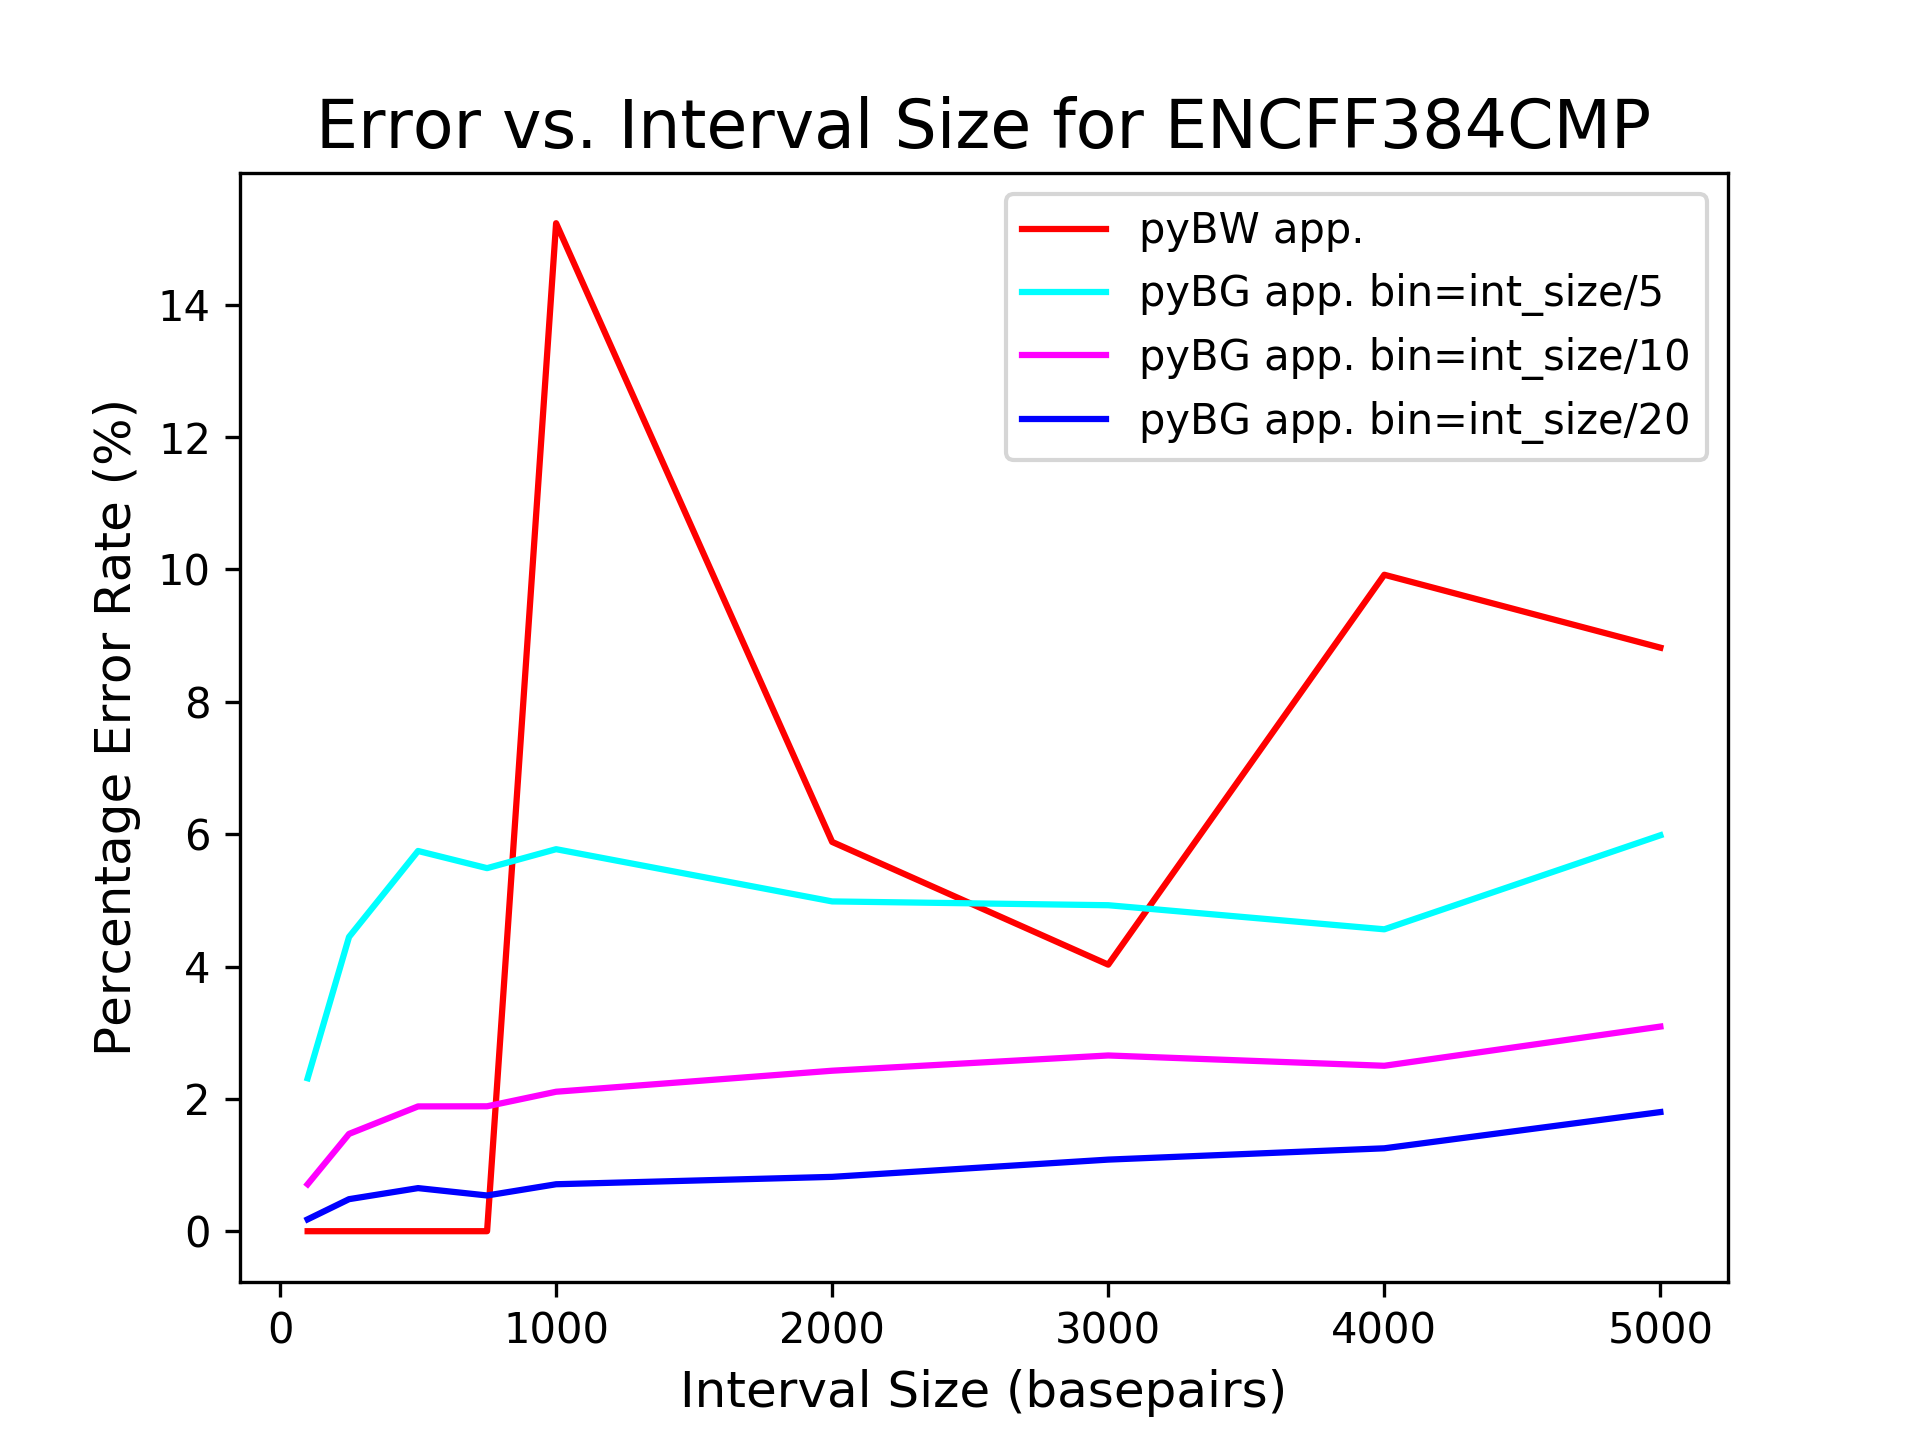 Error vs. Interval Size for ENCFF384CMP
pyBW app.
pyBG app. bin=int_size/5
pyBG app. bin=int_size/10
pyBG app. bin=int_size/20
Percentage Error Rate (%)
14
12
10
8
6
4
2
0
0 1000 2000 3000 4000 5000
Interval Size (basepairs)